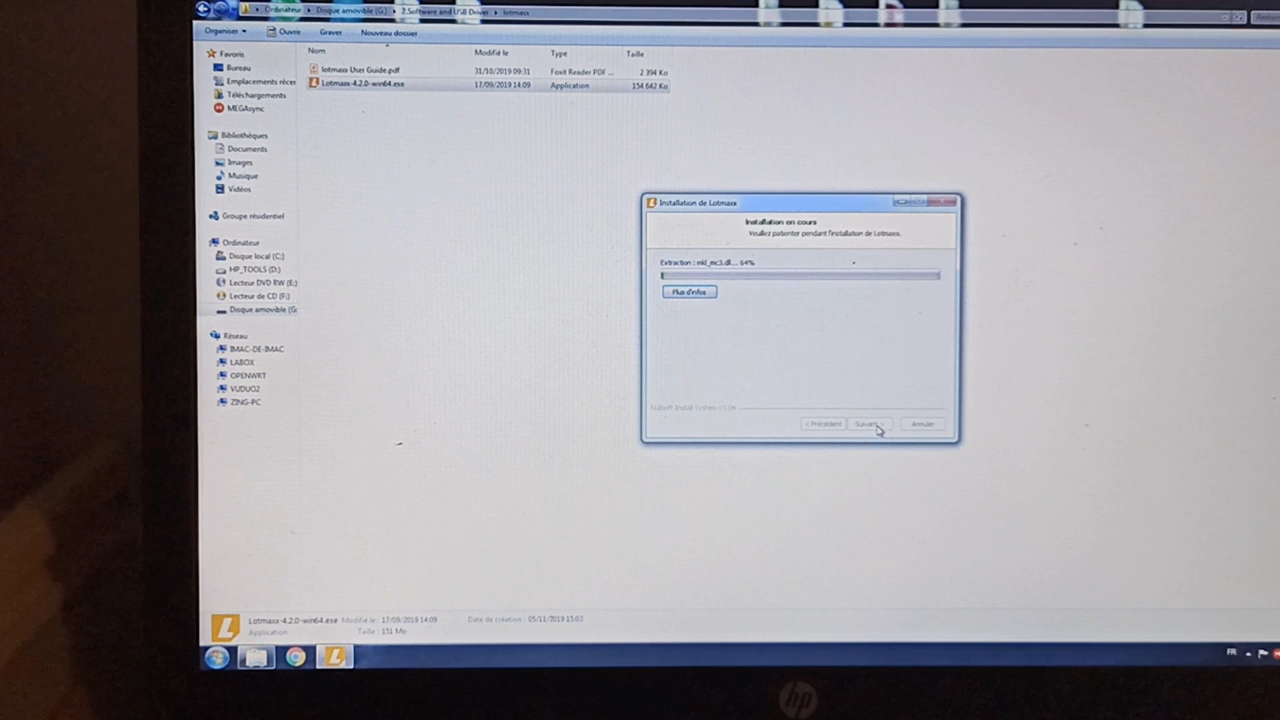 Ordinateur ▸ Disque amovible (G:) ▸ 2.Software and USB Driver ▸ lotmaxx
Organiser Ouvrir Graver Nouveau dossier
Nom Modifié le Type Taille
lotmaxx User Guide.pdf 31/10/2019 09:31 Foxit Reader PDF ... 2 394 Ko
Lotmaxx-4.2.0-win64.exe 17/09/2019 14:09 Application 154 642 Ko
Favoris
Bureau
Emplacements récen
Téléchargements
MEGAsync
Bibliothèques
Documents
Images
Musique
Vidéos
Groupe résidentiel
Ordinateur
Disque local (C:)
HP_TOOLS (D:)
Lecteur DVD RW (E:)
Lecteur de CD (F:)
Disque amovible (G:
Réseau
IMAC-DE-IMAC
LABOX
OPENWRT
VUDUO2
ZING-PC
Installation de Lotmaxx
Installation en cours
Veuillez patienter pendant l'installation de Lotmaxx.
Extraction : mkl_mc3.dll... 64%
Plus d'infos
Nullsoft Install System
< Précédent Suivant > Annuler
Lotmaxx-4.2.0-win64.exe Modifié le : 17/09/2019 14:09 Date de création : 05/11/2019 15:03
Application Taille : 151 Mo
L
FR
hp